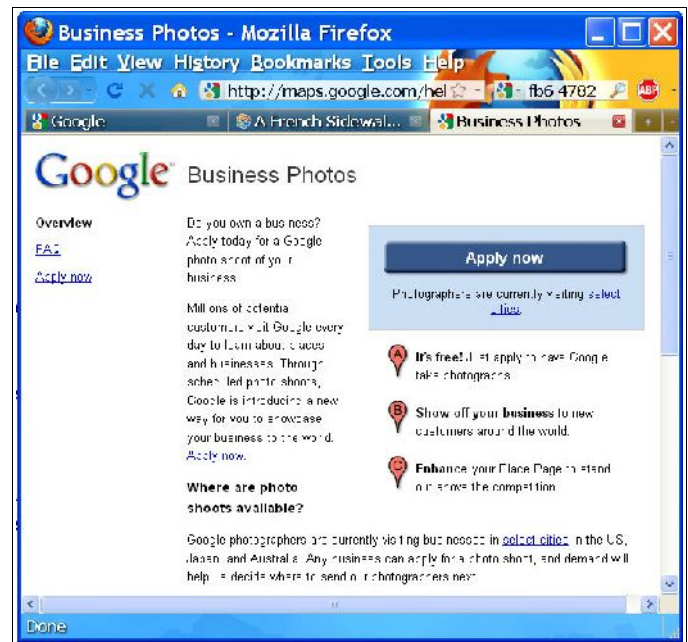 Business Photos - Mozilla Firefox
File Edit View History Bookmarks Tools Help
http://maps.google.com/hel
fb6 4782
ABP
Google
A French Sidewal...
Business Photos
Google Business Photos
Overview
FAQ
Apply now
Do you own a business?
Apply today for a Google
photo shoot of your
business
Millions of potential
customers visit Google every
day to learn about places
and businesses. Through
scheduled photo shoots,
Google is introducing a new
way for you to showcase
your business to the world.
Apply now.
Where are photo
shoots available?
Apply now
Photographers are currently visiting select
cities.
A
It's free! Just apply to have Google
take photographs
B
Show off your business to new
customers around the world.
C
Enhance your Place Page to stand
out above the competition
Google photographers are currently visiting businesses in select cities in the US,
Japan, and Australia. Any business can apply for a photo shoot, and demand will
help us decide where to send our photographers next
Done